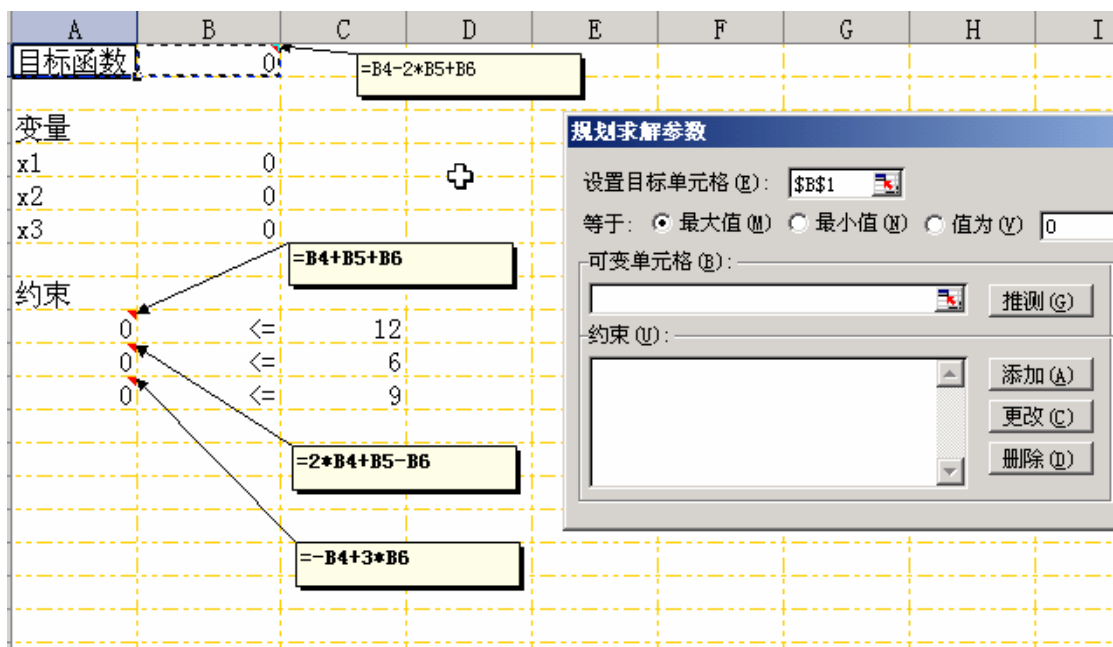 A B C D E F G H I
目标函数 0
=B4-2*B5+B6
变量
x1 0
x2 0
x3 0
=B4+B5+B6
约束
0 <= 12
0 <= 6
0 <= 9
=2*B4+B5-B6
=-B4+3*B6
规划求解参数
设置目标单元格(E): $B$1
等于: 最大值(M) 最小值(N) 值为(V) 0
可变单元格(B):
推测(G)
约束(U):
添加(A)
更改(C)
删除(D)